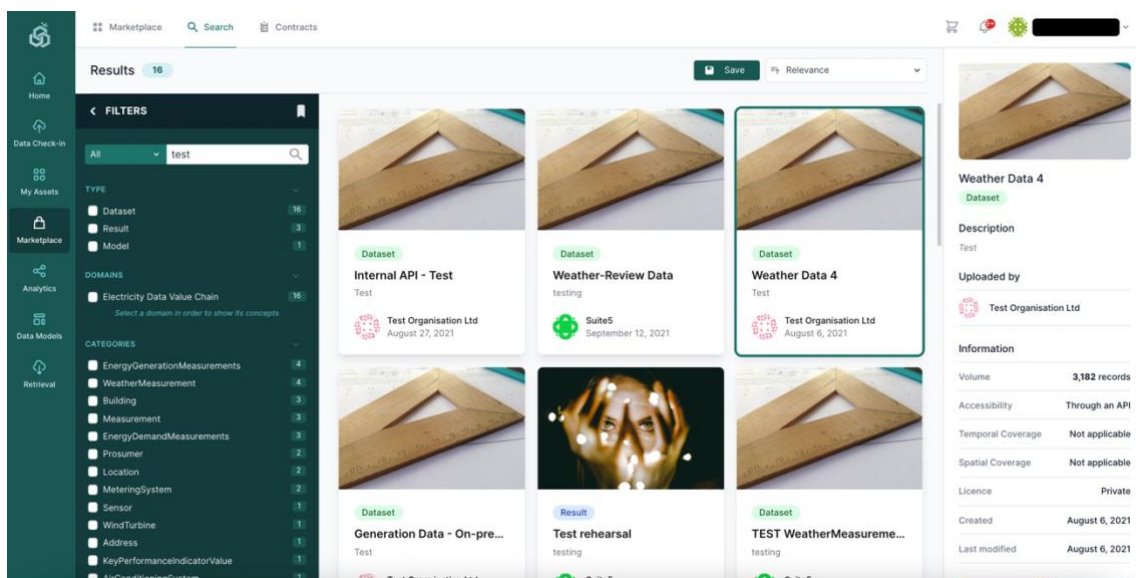 Marketplace
Search
Contracts
Home
Data Check-in
My Assets
Marketplace
Analytics
Data Models
Retrieval
Results 16
Save
Relevance
FILTERS
All
test
TYPE
Dataset 16
Result 3
Model 1
DOMAINS
Electricity Data Value Chain 16
Select a domain in order to show its concepts
CATEGORIES
EnergyGenerationMeasurements 4
WeatherMeasurement 4
Building 3
Measurement 3
EnergyDemandMeasurements 3
Prosumer 2
Location 2
MeteringSystem 2
Sensor 1
WindTurbine 1
Address 1
KeyPerformanceIndicatorValue 1
AirConditioningSystem 1
Dataset
Internal API - Test
Test
Test Organisation Ltd
August 27, 2021
Dataset
Weather-Review Data
testing
Suite5
September 12, 2021
Dataset
Weather Data 4
Test
Test Organisation Ltd
August 6, 2021
Dataset
Generation Data - On-pre...
Test
Test Organisation Ltd
Result
Test rehearsal
testing
Suite5
Dataset
TEST WeatherMeasureme...
testing
Suite5
Weather Data 4
Dataset
Description
Test
Uploaded by
Test Organisation Ltd
Information
Volume 3,182 records
Accessibility Through an API
Temporal Coverage Not applicable
Spatial Coverage Not applicable
Licence Private
Created August 6, 2021
Last modified August 6, 2021